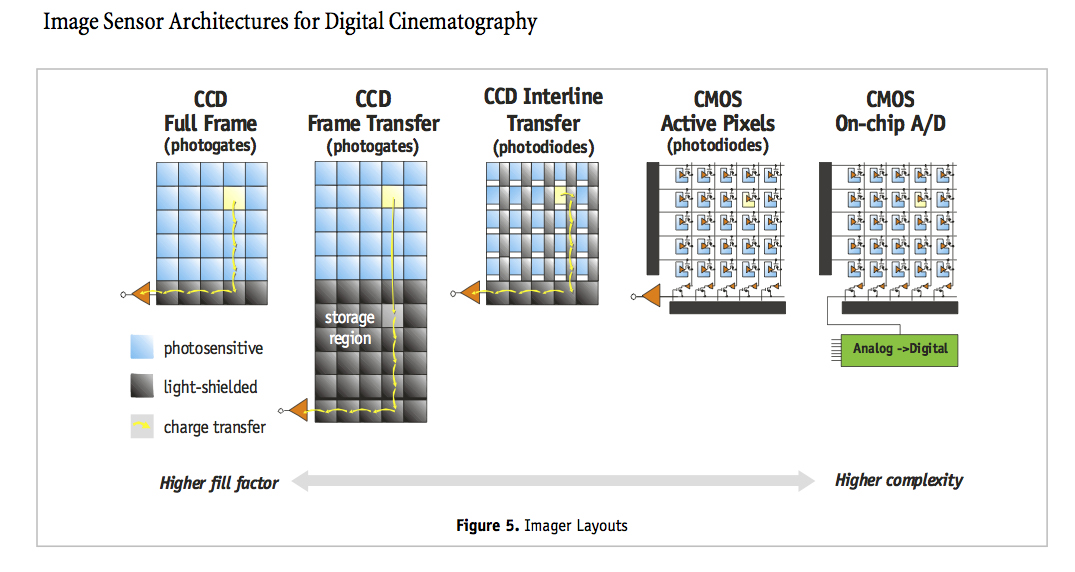 Image Sensor Architectures for Digital Cinematography
CCD
Full Frame
(photogates)
CCD
Frame Transfer
(photogates)
CCD Interline
Transfer
(photodiodes)
CMOS
Active Pixels
(photodiodes)
CMOS
On-chip A/D
storage
region
photosensitive
light-shielded
charge transfer
Analog ->Digital
Higher fill factor
Higher complexity
Figure 5. Imager Layouts